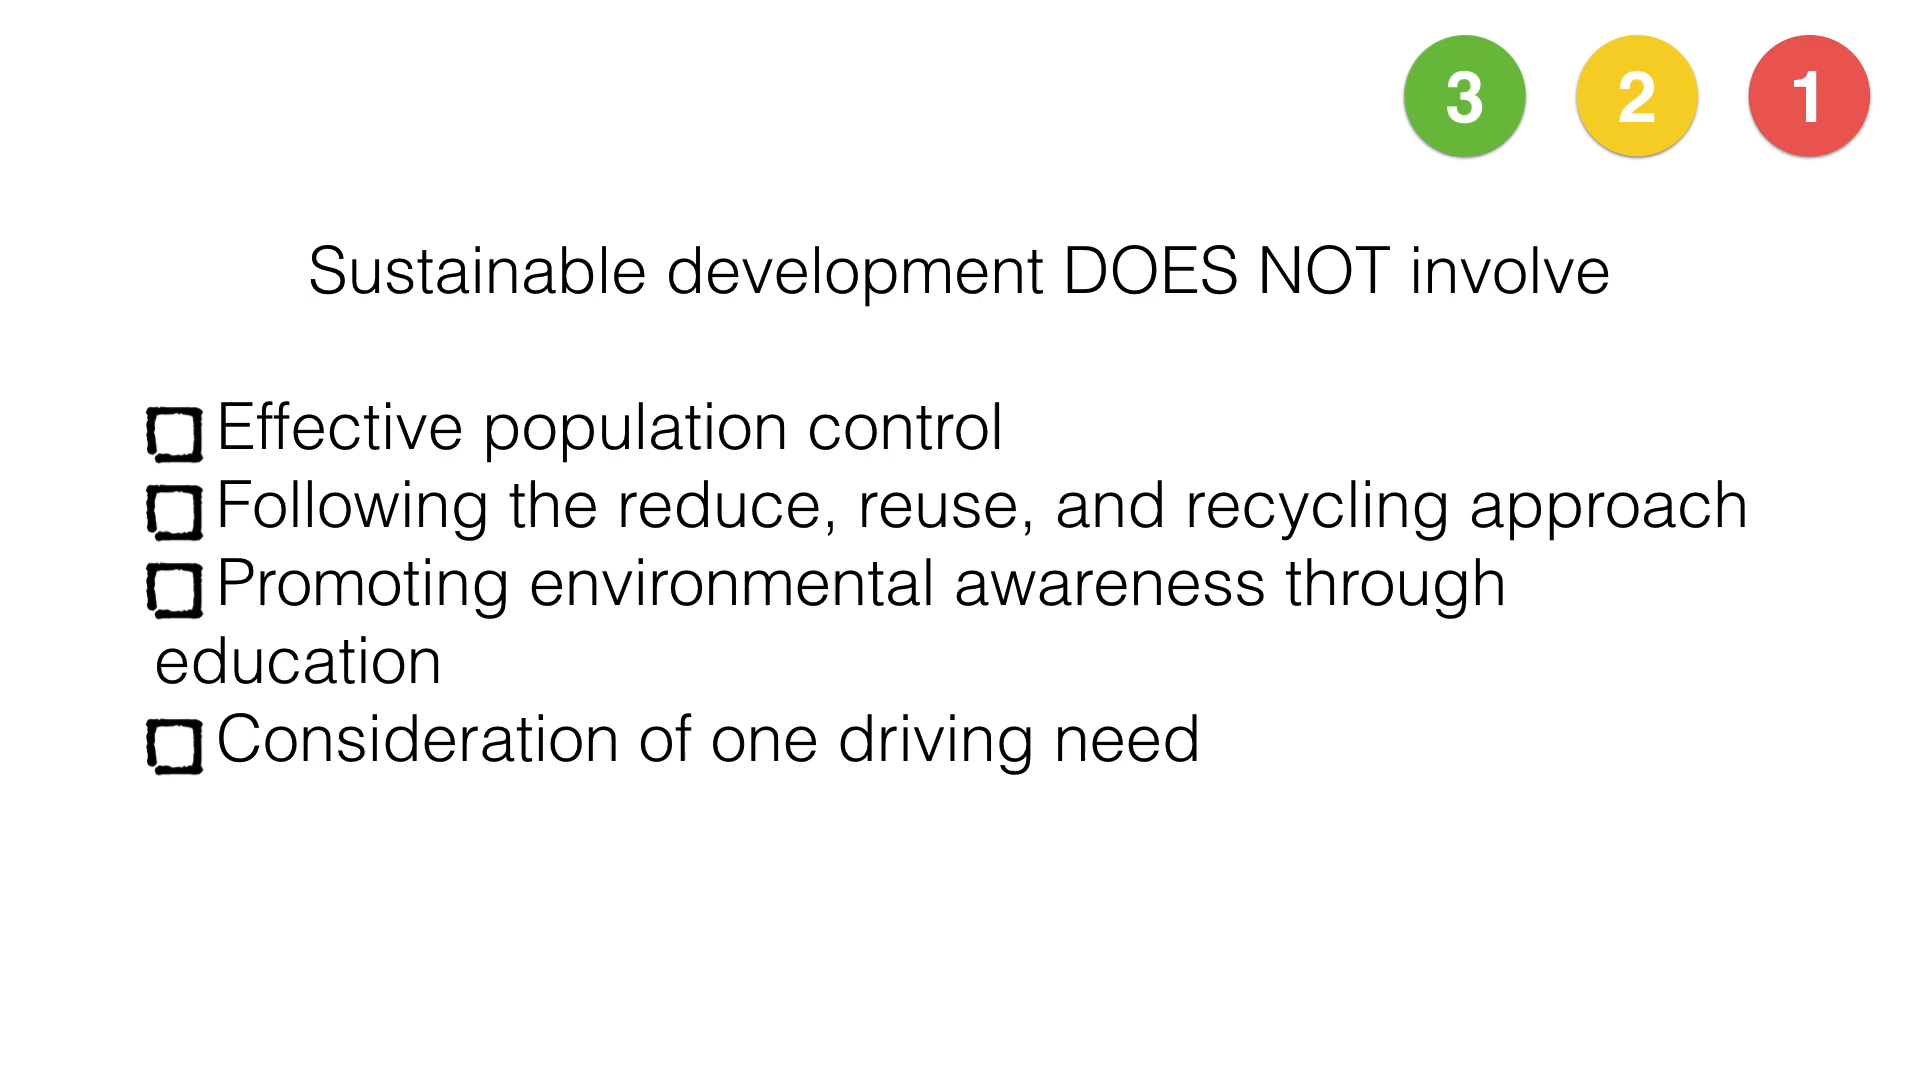 3 2 1
Sustainable development DOES NOT involve
Effective population control
Following the reduce, reuse, and recycling approach
Promoting environmental awareness through
education
Consideration of one driving need